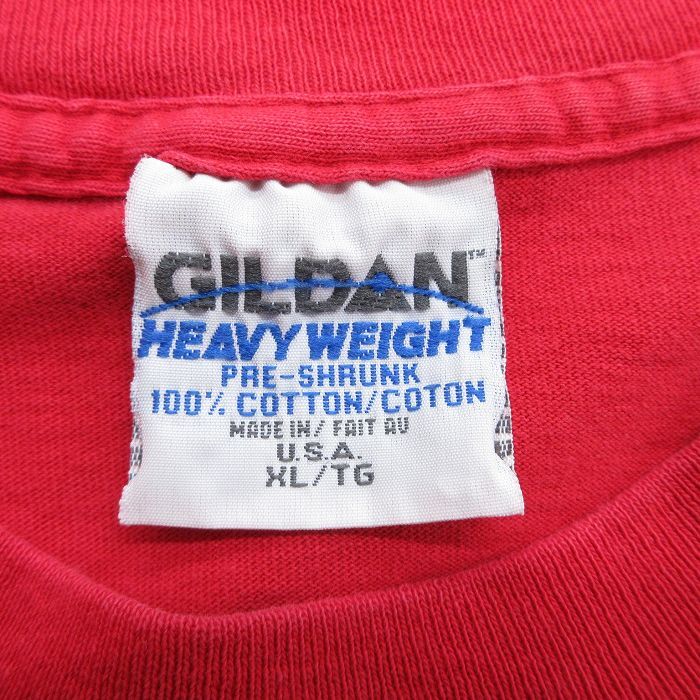 GILDAN™
HEAVYWEIGHT
PRE-SHRUNK
100% COTTON/COTON
MADE IN/ FAIT AU
U.S.A.
XL/TG